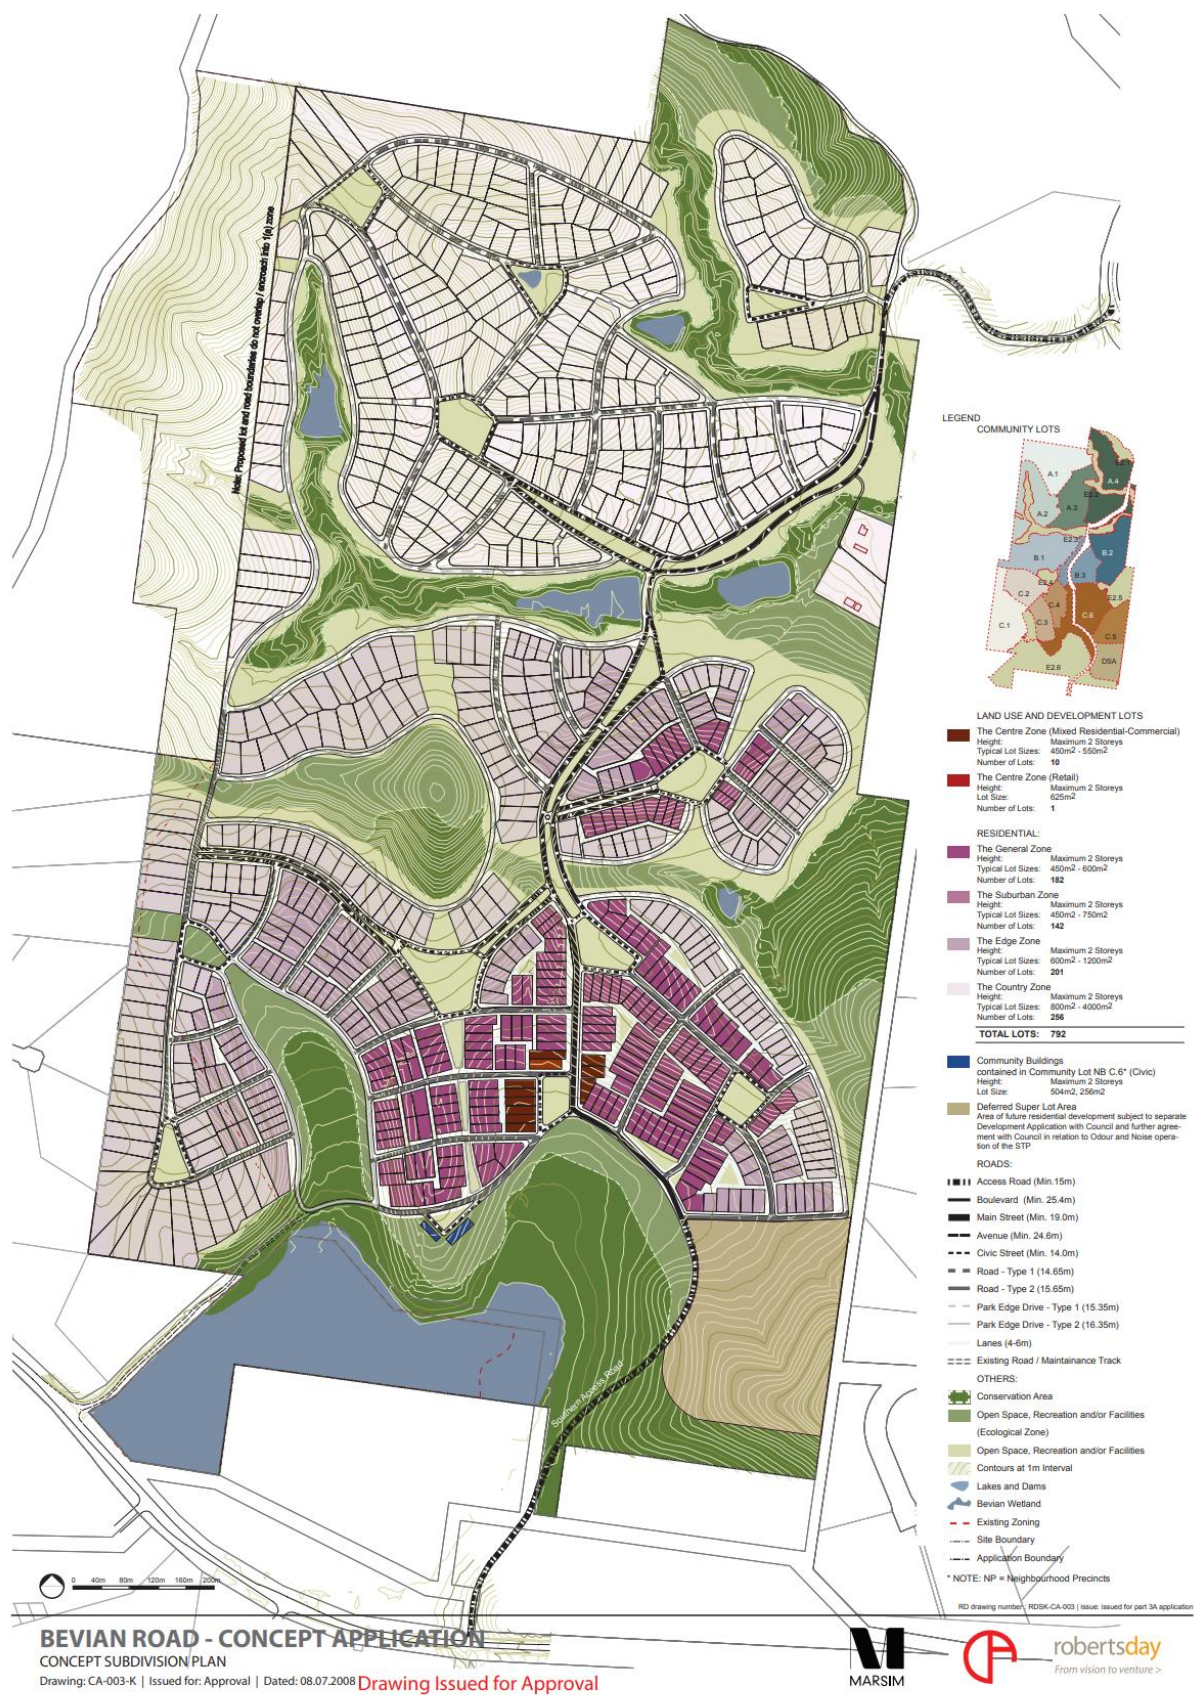 Note: Proposed lot and road boundaries do not overlap / encroach into 1(a) zone
LEGEND
COMMUNITY LOTS
A.1
A.4
E2.2
A.2
A.3
E2.3
B.1
B.2
E2.4
B.3
C.2
C.4
E2.5
C.1
C.3
C.6
C.5
E2.6
DSA
LAND USE AND DEVELOPMENT LOTS
The Centre Zone (Mixed Residential-Commercial)
Height: Maximum 2 Storeys
Typical Lot Sizes: 450m2 - 550m2
Number of Lots: 10
The Centre Zone (Retail)
Height: Maximum 2 Storeys
Lot Size: 625m2
Number of Lots: 1
RESIDENTIAL:
The General Zone
Height: Maximum 2 Storeys
Typical Lot Sizes: 450m2 - 600m2
Number of Lots: 182
The Suburban Zone
Height: Maximum 2 Storeys
Typical Lot Sizes: 450m2 - 750m2
Number of Lots: 142
The Edge Zone
Height: Maximum 2 Storeys
Typical Lot Sizes: 600m2 - 1200m2
Number of Lots: 201
The Country Zone
Height: Maximum 2 Storeys
Typical Lot Sizes: 800m2 - 4000m2
Number of Lots: 256
TOTAL LOTS: 792
Community Buildings
contained in Community Lot NB C.6* (Civic)
Height: Maximum 2 Storeys
Lot Size: 504m2, 256m2
Deferred Super Lot Area
Area of future residential development subject to separate
Development Application with Council and further agree-
ment with Council in relation to Odour and Noise opera-
tion of the STP
ROADS:
Access Road (Min.15m)
Boulevard (Min. 25.4m)
Main Street (Min. 19.0m)
Avenue (Min. 24.6m)
Civic Street (Min. 14.0m)
Road - Type 1 (14.65m)
Road - Type 2 (15.65m)
Park Edge Drive - Type 1 (15.35m)
Park Edge Drive - Type 2 (16.35m)
Lanes (4-6m)
Existing Road / Maintainance Track
OTHERS:
Conservation Area
Open Space, Recreation and/or Facilities
(Ecological Zone)
Open Space, Recreation and/or Facilities
Contours at 1m Interval
Lakes and Dams
Bevian Wetland
Existing Zoning
Site Boundary
Application Boundary
* NOTE: NP = Neighbourhood Precincts
Southern Access Road
0 40m 80m 120m 160m 200m
RD drawing number: RDSK-CA-003 | issue: issued for part 3A application
BEVIAN ROAD - CONCEPT APPLICATION
CONCEPT SUBDIVISION PLAN
Drawing: CA-003-K | Issued for: Approval | Dated: 08.07.2008 Drawing Issued for Approval
MARSIM
robertsday
From vision to venture >